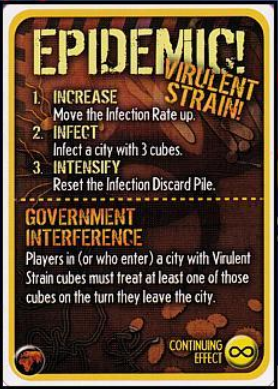 EPIDEMIC!
VIRULENT
STRAIN!
1. INCREASE
Move the Infection Rate up.
2. INFECT
Infect a city with 3 cubes.
3. INTENSIFY
Reset the Infection Discard Pile.
GOVERNMENT
INTERFERENCE
Players in (or who enter) a city with Virulent
Strain cubes must treat at least one of those
cubes on the turn they leave the city.
CONTINUING
EFFECT